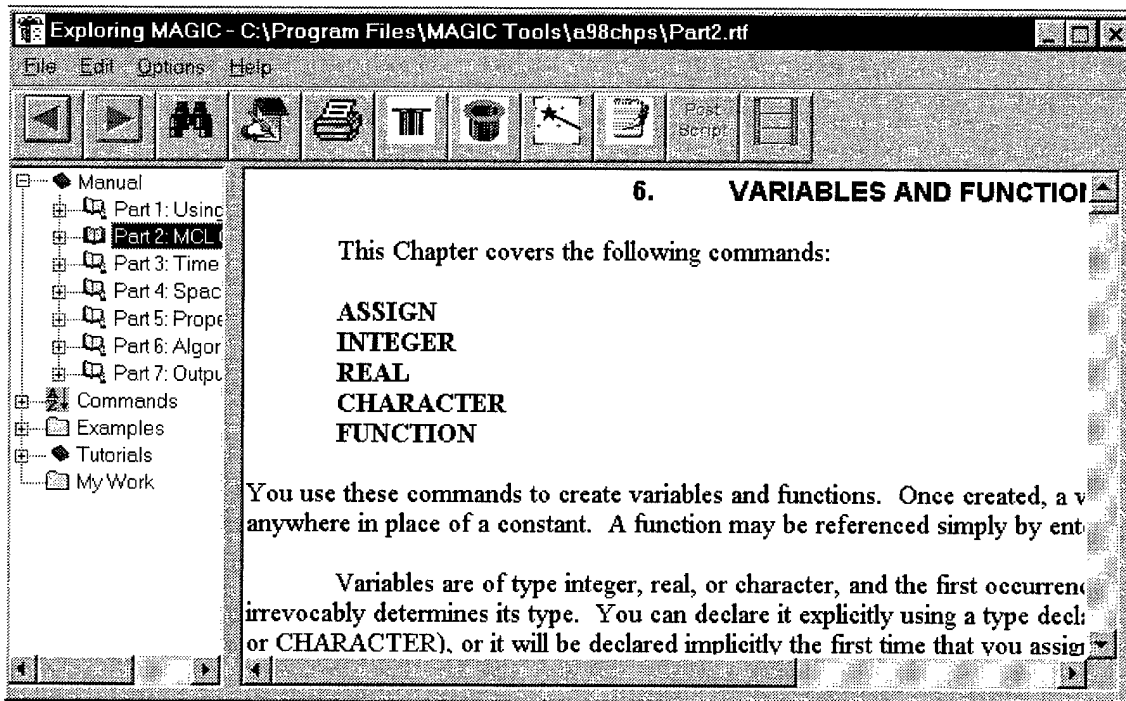 Exploring MAGIC - C:\Program Files\MAGIC Tools\a98chps\Part2.rtf
File Edit Options Help
Post
Script
Manual
Part 1: Using
Part 2: MCL
Part 3: Time
Part 4: Spac
Part 5: Prope
Part 6: Algor
Part 7: Outpu
Commands
Examples
Tutorials
My Work
6. VARIABLES AND FUNCTIO
This Chapter covers the following commands:
ASSIGN
INTEGER
REAL
CHARACTER
FUNCTION
You use these commands to create variables and functions. Once created, a v
anywhere in place of a constant. A function may be referenced simply by ent
Variables are of type integer, real, or character, and the first occurrenc
irrevocably determines its type. You can declare it explicitly using a type decla
or CHARACTER), or it will be declared implicitly the first time that you assig